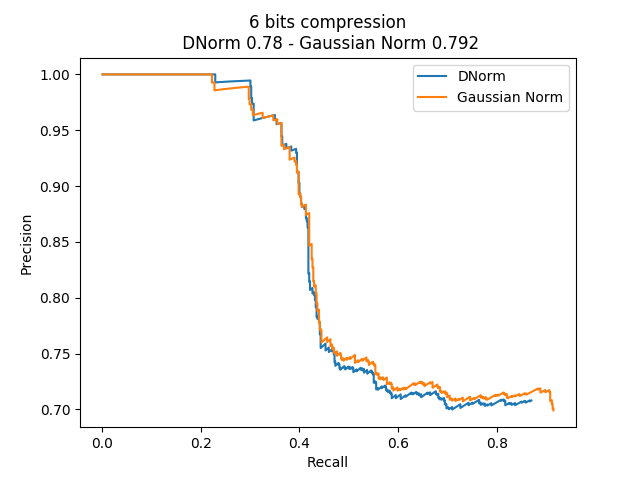 6 bits compression
DNorm 0.78 - Gaussian Norm 0.792
DNorm
Gaussian Norm
1.00
0.95
0.90
0.85
0.80
0.75
0.70
Precision
0.0 0.2 0.4 0.6 0.8
Recall